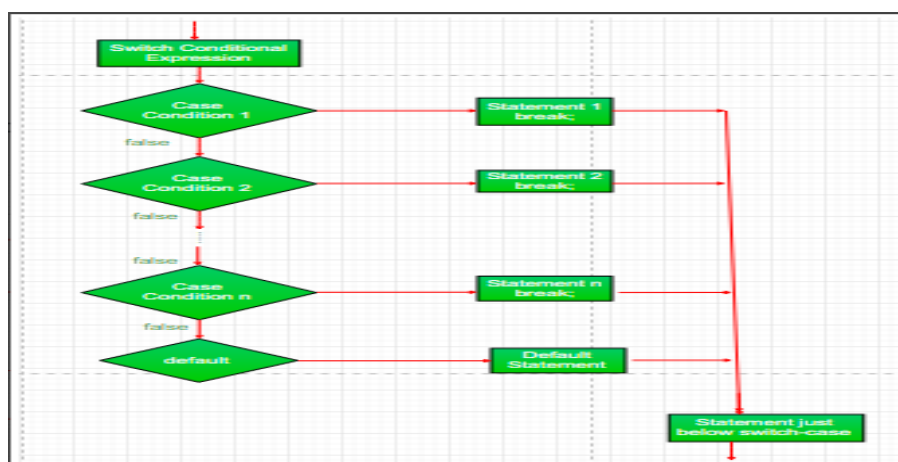 Switch Conditional
Expression
Case
Condition 1
Statement 1
break;
false
Case
Condition 2
Statement 2
break;
false
false
Case
Condition n
Statement n
break;
false
default
Default
Statement
Statement just
below switch-case